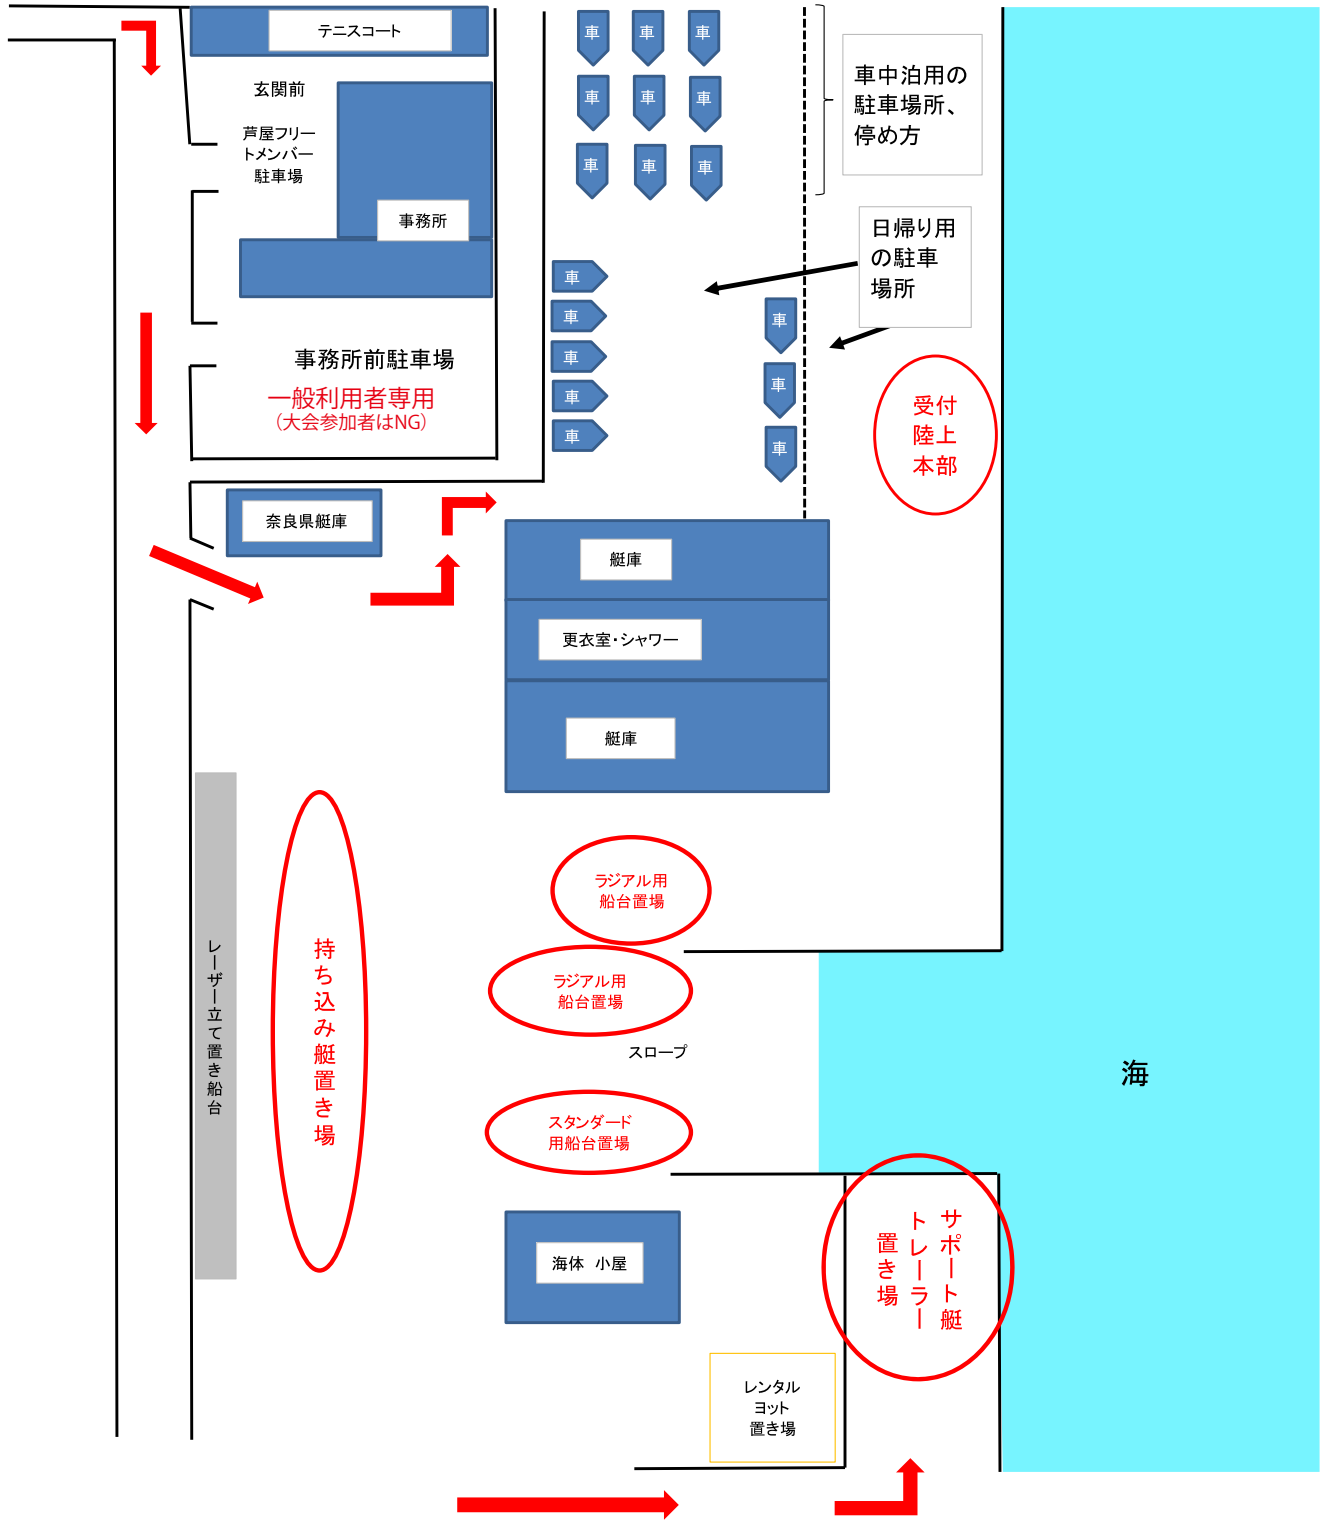 テニスコート
玄関前
芦屋フリー
トメンバー
駐車場
事務所
事務所前駐車場
一般利用者専用
（大会参加者はNG）
車
車
車
車
車
車
車
車
車
車中泊用の
駐車場所、
停め方
日帰り用
の駐車
場所
車
車
車
車
車
車
車
車
受付
陸上
本部
奈良県艇庫
艇庫
更衣室・シャワー
艇庫
ラジアル用
船台置場
ラジアル用
船台置場
スロープ
スタンダード
用船台置場
レーザー立て置き船台
持ち込み艇置き場
海
海体　小屋
サポート艇
トレーラー
置き場
レンタル
ヨット
置き場